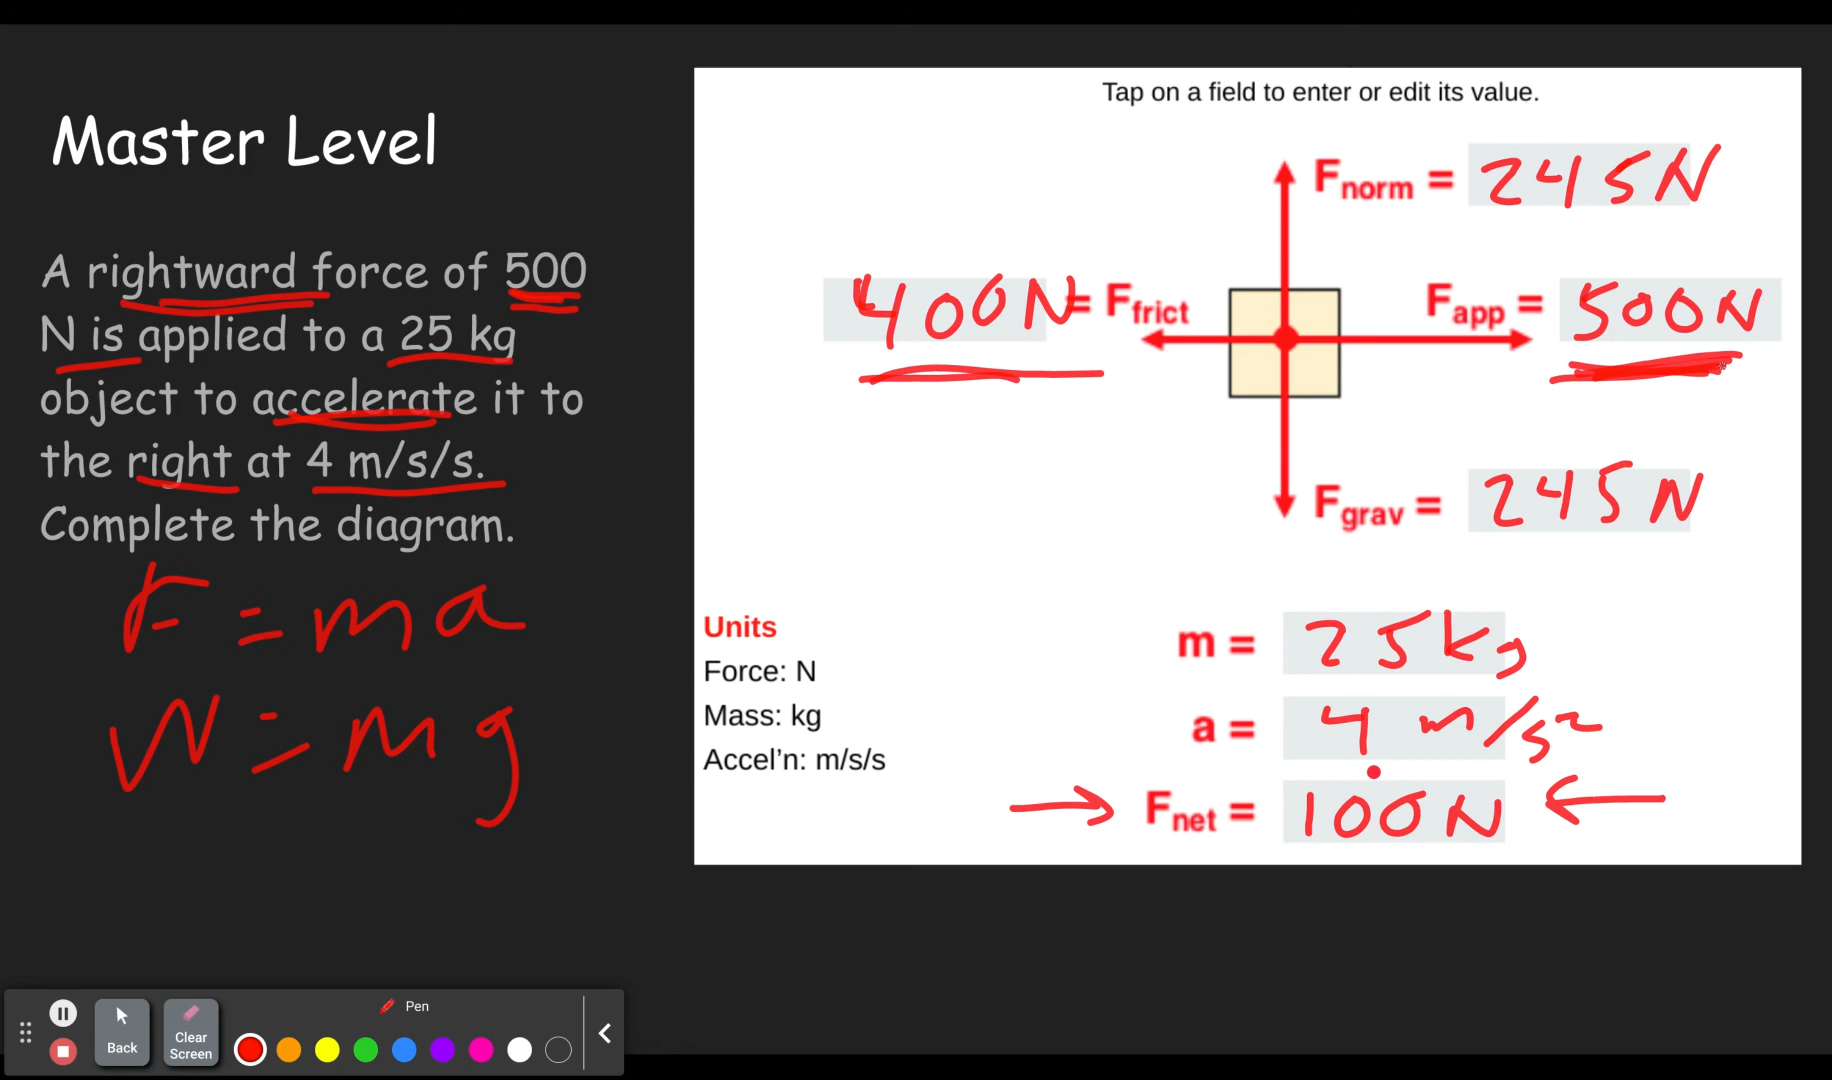 Master Level
A rightward force of 500
N is applied to a 25 kg
object to accelerate it to
the right at 4 m/s/s.
Complete the diagram.
F = ma
W = mg
Tap on a field to enter or edit its value.
Fnorm = 245N
400N = Ffrict
Fapp = 500N
Fgrav = 245N
Units
Force: N
Mass: kg
Accel’n: m/s/s
m = 25kg
a = 4 m/s²
Fnet = 100N
Back
Clear
Screen
Pen